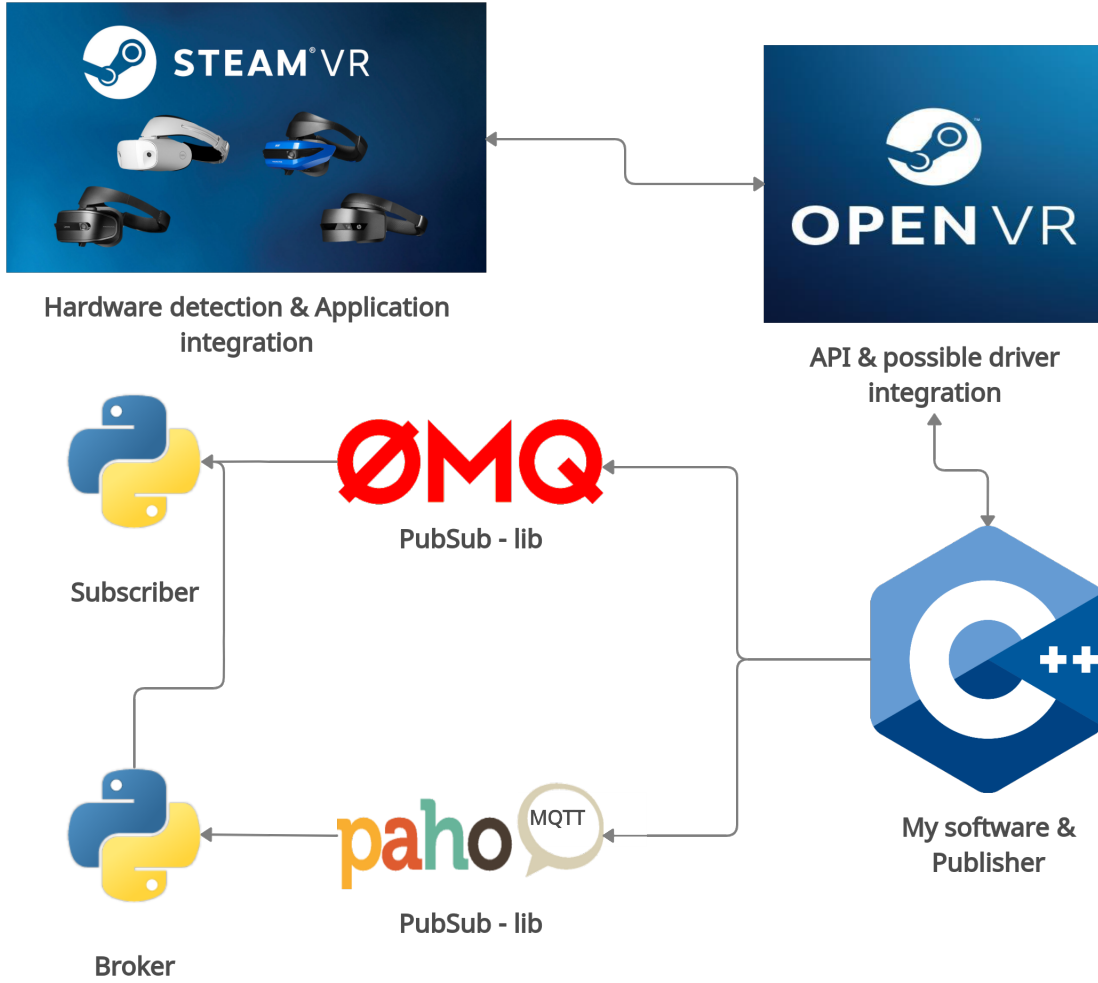 STEAM® VR
OPEN VR™
Hardware detection & Application
integration
API & possible driver
integration
ØMQ
PubSub - lib
Subscriber
C++
paho
MQTT
My software &
Publisher
PubSub - lib
Broker